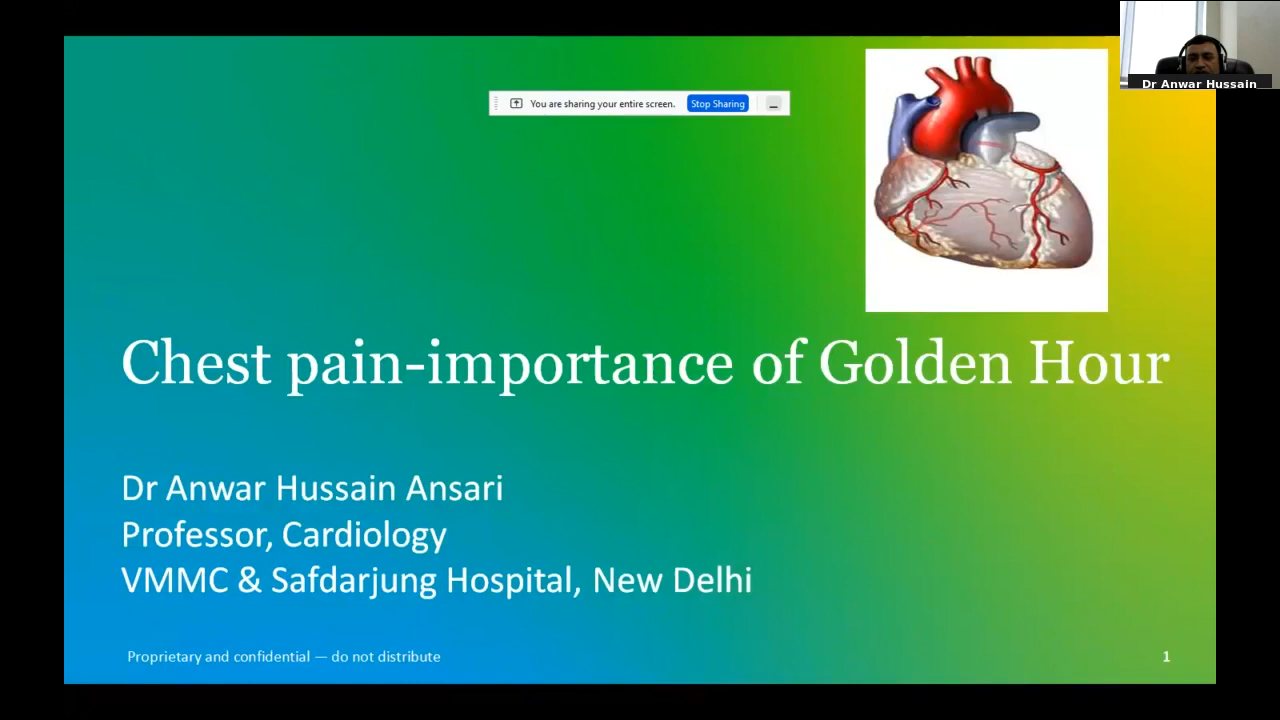 Dr Anwar Hussain
You are sharing your entire screen. Stop Sharing
Chest pain-importance of Golden Hour
Dr Anwar Hussain Ansari
Professor, Cardiology
VMMC & Safdarjung Hospital, New Delhi
Proprietary and confidential — do not distribute
1